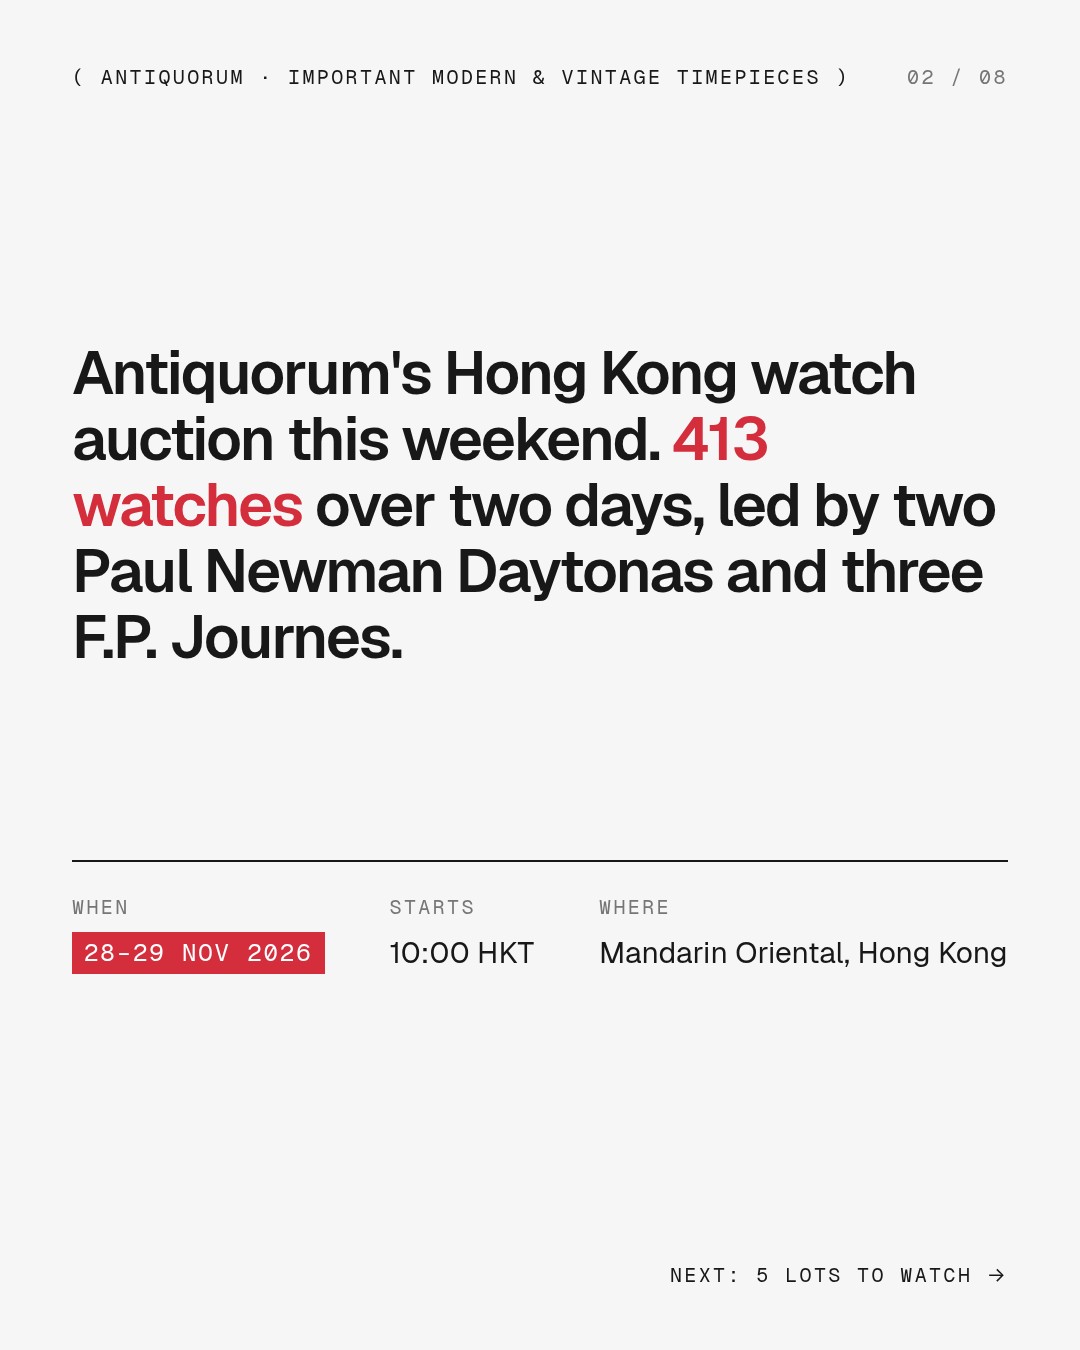 ( ANTIQUORUM · IMPORTANT MODERN & VINTAGE TIMEPIECES )
02 / 08
Antiquorum's Hong Kong watch
auction this weekend. 413
watches over two days, led by two
Paul Newman Daytonas and three
F.P. Journes.
WHEN
28–29 NOV 2026
STARTS
10:00 HKT
WHERE
Mandarin Oriental, Hong Kong
NEXT: 5 LOTS TO WATCH →